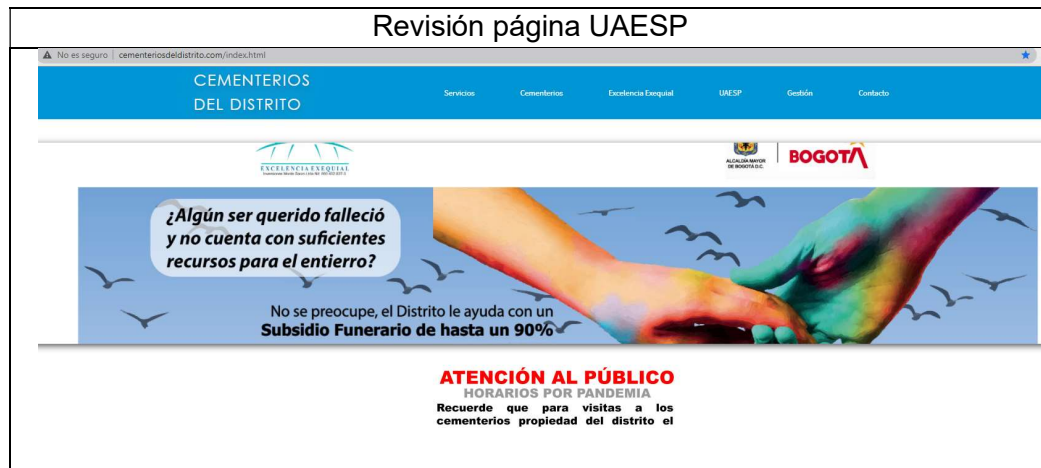 Revisión página UAESP
No es seguro | cementeriosdeldistrito.com/index.html
CEMENTERIOS
DEL DISTRITO
Servicios Cementerios Excelencia Exequial UAESP Gestión Contacto
EXCELENCIA EXEQUIAL
ALCALDÍA MAYOR
DE BOGOTÁ D.C.
BOGOTÁ
¿Algún ser querido falleció
y no cuenta con suficientes
recursos para el entierro?
No se preocupe, el Distrito le ayuda con un
Subsidio Funerario de hasta un 90%
ATENCIÓN AL PÚBLICO
HORARIOS POR PANDEMIA
Recuerde que para visitas a los
cementerios propiedad del distrito el